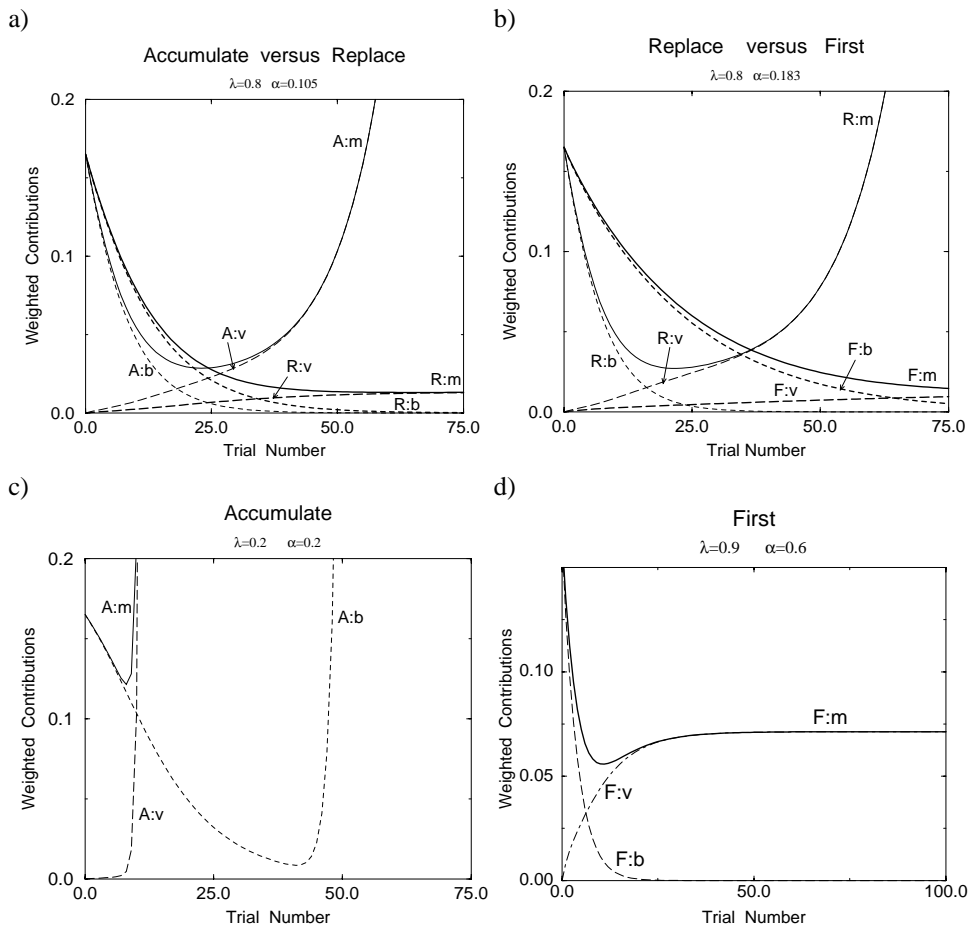 a)
Accumulate versus Replace
λ=0.8 α=0.105
0.2
0.1
0.0
Weighted Contributions
A:m
A:v
R:v
A:b
R:m
R:b
0.0 25.0 50.0 75.0
Trial Number
b)
Replace versus First
λ=0.8 α=0.183
0.2
0.1
0.0
Weighted Contributions
R:m
R:v
R:b
F:b
F:v
F:m
0.0 25.0 50.0 75.0
Trial Number
c)
Accumulate
λ=0.2 α=0.2
0.2
0.1
0.0
Weighted Contributions
A:m
A:b
A:v
0.0 25.0 50.0 75.0
Trial Number
d)
First
λ=0.9 α=0.6
0.10
0.05
0.00
Weighted Contributions
F:m
F:v
F:b
0.0 25.0 50.0 75.0 100.0
Trial Number